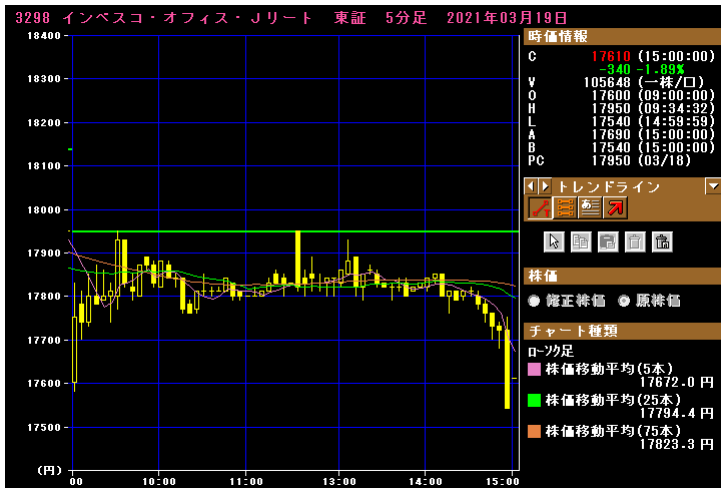 3298 インベスコ・オフィス・Jリート 東証 5分足 2021年03月19日
18400
18300
18200
18100
18000
17900
17800
17700
17600
17500
(円)
00 10:00 11:00 13:00 14:00 15:00
時価情報
C 17610 (15:00:00)
-340 -1.89%
V 105648 (一株/口)
O 17600 (09:00:00)
H 17950 (09:34:32)
L 17540 (14:59:59)
A 17690 (15:00:00)
B 17540 (15:00:00)
PC 17950 (03/18)
トレンドライン
あ
株価
修正株価 原株価
チャート種類
ローソク足
株価移動平均(5本)
17672.0 円
株価移動平均(25本)
17794.4 円
株価移動平均(75本)
17823.3 円